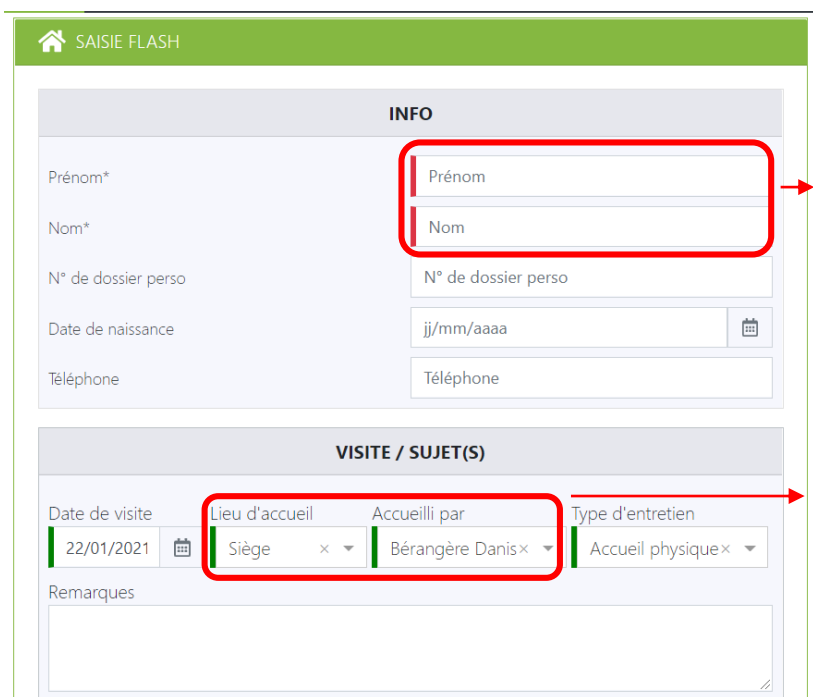 SAISIE FLASH
INFO
Prénom* Prénom
Nom* Nom
N° de dossier perso N° de dossier perso
Date de naissance jj/mm/aaaa
Téléphone Téléphone
VISITE / SUJET(S)
Date de visite Lieu d'accueil Accueilli par Type d'entretien
22/01/2021 Siège × Bérangère Danis× Accueil physique×
Remarques